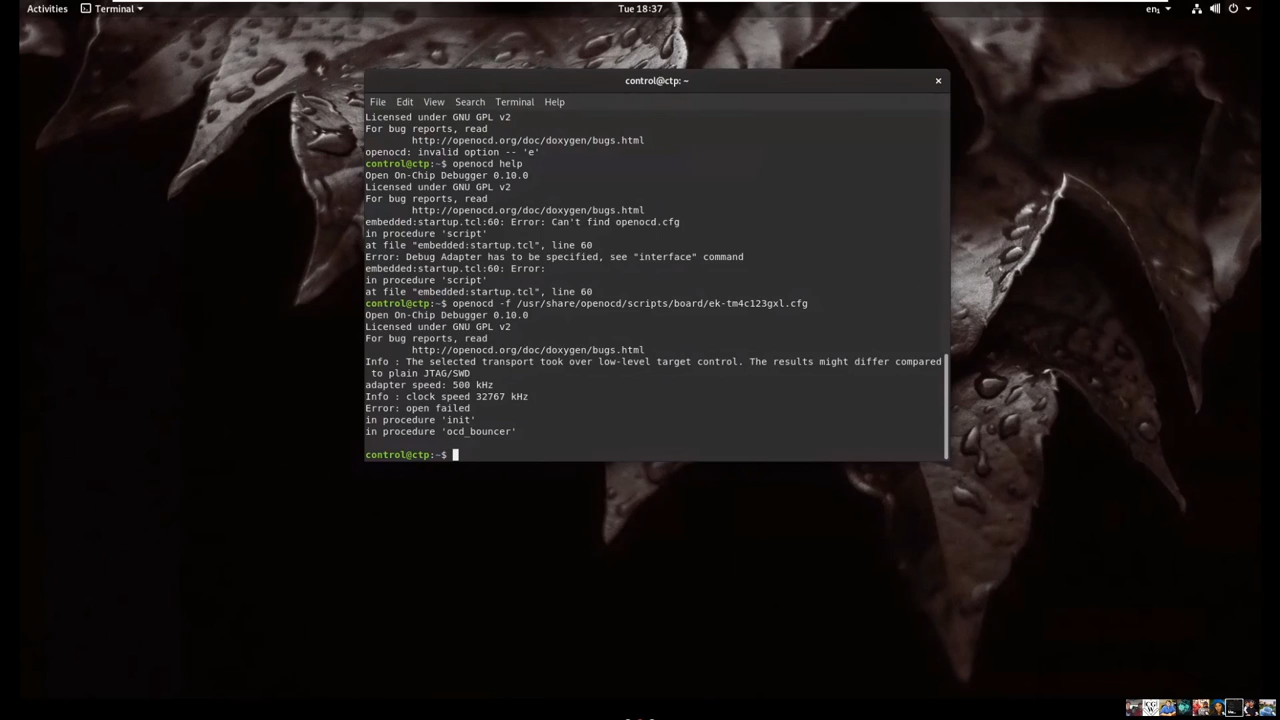 Activities
Terminal
Tue 18:37
en₁
control@ctp: ~
File Edit View Search Terminal Help
Licensed under GNU GPL v2
For bug reports, read
http://openocd.org/doc/doxygen/bugs.html
openocd: invalid option -- 'e'
control@ctp:~$ openocd help
Open On-Chip Debugger 0.10.0
Licensed under GNU GPL v2
For bug reports, read
http://openocd.org/doc/doxygen/bugs.html
embedded:startup.tcl:60: Error: Can't find openocd.cfg
in procedure 'script'
at file "embedded:startup.tcl", line 60
Error: Debug Adapter has to be specified, see "interface" command
embedded:startup.tcl:60: Error:
in procedure 'script'
at file "embedded:startup.tcl", line 60
control@ctp:~$ openocd -f /usr/share/openocd/scripts/board/ek-tm4c123gxl.cfg
Open On-Chip Debugger 0.10.0
Licensed under GNU GPL v2
For bug reports, read
http://openocd.org/doc/doxygen/bugs.html
Info : The selected transport took over low-level target control. The results might differ compared
to plain JTAG/SWD
adapter speed: 500 kHz
Info : clock speed 32767 kHz
Error: open failed
in procedure 'init'
in procedure 'ocd_bouncer'
control@ctp:~$